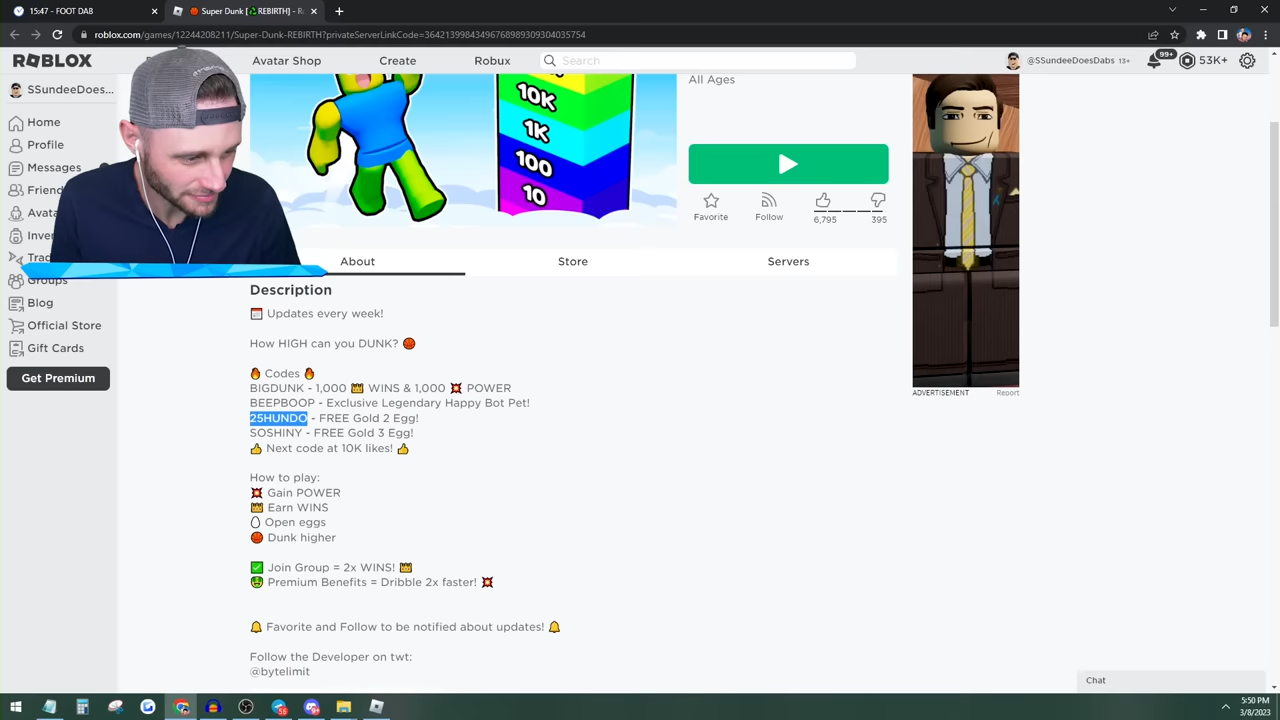 15:47 - FOOT DAB
Super Dunk [
roblox.com/games/12244208211/Super-Dunk-REBIRTH?privateServerLinkCode=36421399843496768989309304035754
ROBLOX
Avatar Shop
Create
Robux
Search
@SSundeeDoesDabs 13+
99+
53K+
SSundeeDoes...
Home
Profile
Messages
Friend
Avata
Inver
Trad
Groups
Blog
Official Store
Gift Cards
Get Premium
10K
1K
100
10
All Ages
Favorite
Follow
6,795
395
About
Store
Servers
ADVERTISEMENT
Report
Description
Updates every week!
How HIGH can you DUNK?
Codes
BIGDUNK - 1,000 WINS & 1,000 POWER
BEEPBOOP - Exclusive Legendary Happy Bot Pet!
25HUNDO - FREE Gold 2 Egg!
SOSHINY - FREE Gold 3 Egg!
Next code at 10K likes!
How to play:
Gain POWER
Earn WINS
Open eggs
Dunk higher
Join Group = 2x WINS!
Premium Benefits = Dribble 2x faster!
Favorite and Follow to be notified about updates!
Follow the Developer on twt:
@bytelimit
Chat
5:50 PM
3/8/2023